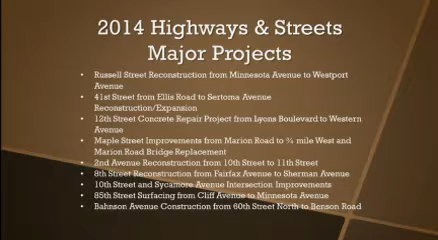 2014 Highways & Streets
Major Projects
• Russell Street Reconstruction from Minnesota Avenue to Westport
Avenue
• 41st Street from Ellis Road to Sertoma Avenue
Reconstruction/Expansion
• 12th Street Concrete Repair Project from Lyons Boulevard to Western
Avenue
• Maple Street Improvements from Marion Road to ¾ mile West and
Marion Road Bridge Replacement
• 2nd Avenue Reconstruction from 10th Street to 11th Street
• 8th Street Reconstruction from Fairfax Avenue to Sherman Avenue
• 10th Street and Sycamore Avenue Intersection Improvements
• 85th Street Surfacing from Cliff Avenue to Minnesota Avenue
• Bahnson Avenue Construction from 60th Street North to Benson Road